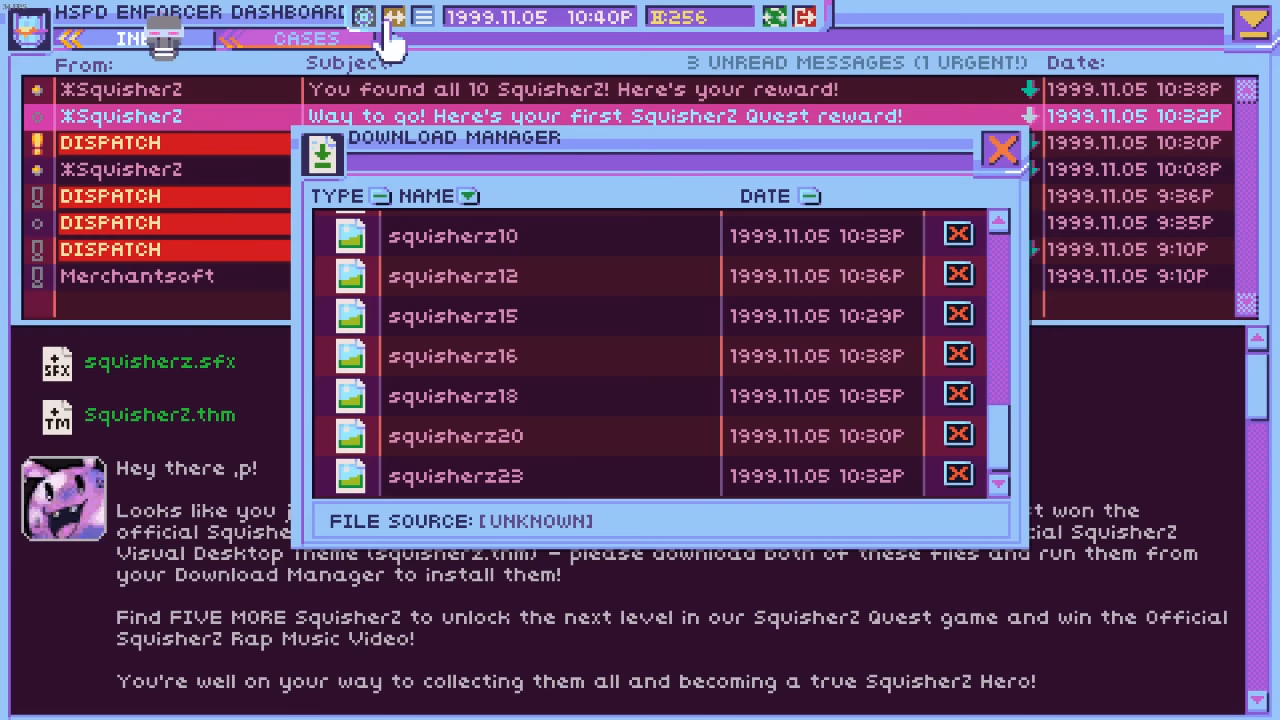 HSPD ENFORCER DASHBOARD
1999.11.05 10:40P
256
CASES
From:
3 UNREAD MESSAGES (1 URGENT!)
Date:
SquisherZ
You found all 10 SquisherZ! Here's your reward!
1999.11.05 10:38P
SquisherZ
Way to go! Here's your first SquisherZ Quest reward!
1999.11.05 10:32P
DISPATCH
1999.11.05 10:30P
SquisherZ
1999.11.05 10:08P
DISPATCH
1999.11.05 9:36P
DISPATCH
1999.11.05 9:35P
DISPATCH
1999.11.05 9:10P
Merchantsoft
1999.11.05 9:10P
DOWNLOAD MANAGER
TYPE NAME DATE
squisherz10 1999.11.05 10:33P
squisherz12 1999.11.05 10:36P
squisherz15 1999.11.05 10:29P
squisherz16 1999.11.05 10:38P
squisherz18 1999.11.05 10:35P
squisherz20 1999.11.05 10:30P
squisherz23 1999.11.05 10:32P
FILE SOURCE: [UNKNOWN]
+
SFX
squisherz.sfx
+
TM
SquisherZ.thm
Hey there ,p!
Looks like you won the
official SquisherZ
Visual Desktop Theme (squisherz.thm) - please download both of these files and run them from
your Download Manager to install them!
Find FIVE MORE SquisherZ to unlock the next level in our SquisherZ Quest game and win the Official
SquisherZ Rap Music Video!
You're well on your way to collecting them all and becoming a true SquisherZ Hero!